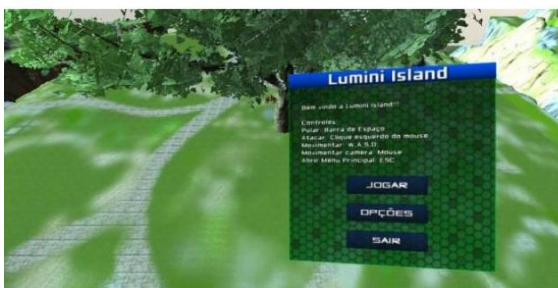 Lumini Island
Bem vindo a Lumini Island!!!
Controles:
Pular: Barra de Espaço
Atacar: Clique esquerdo do mouse
Movimentar: W,A,S,D
Movimentar camera: Mouse
Abrir Menu Principal: ESC
JOGAR
OPÇÕES
SAIR